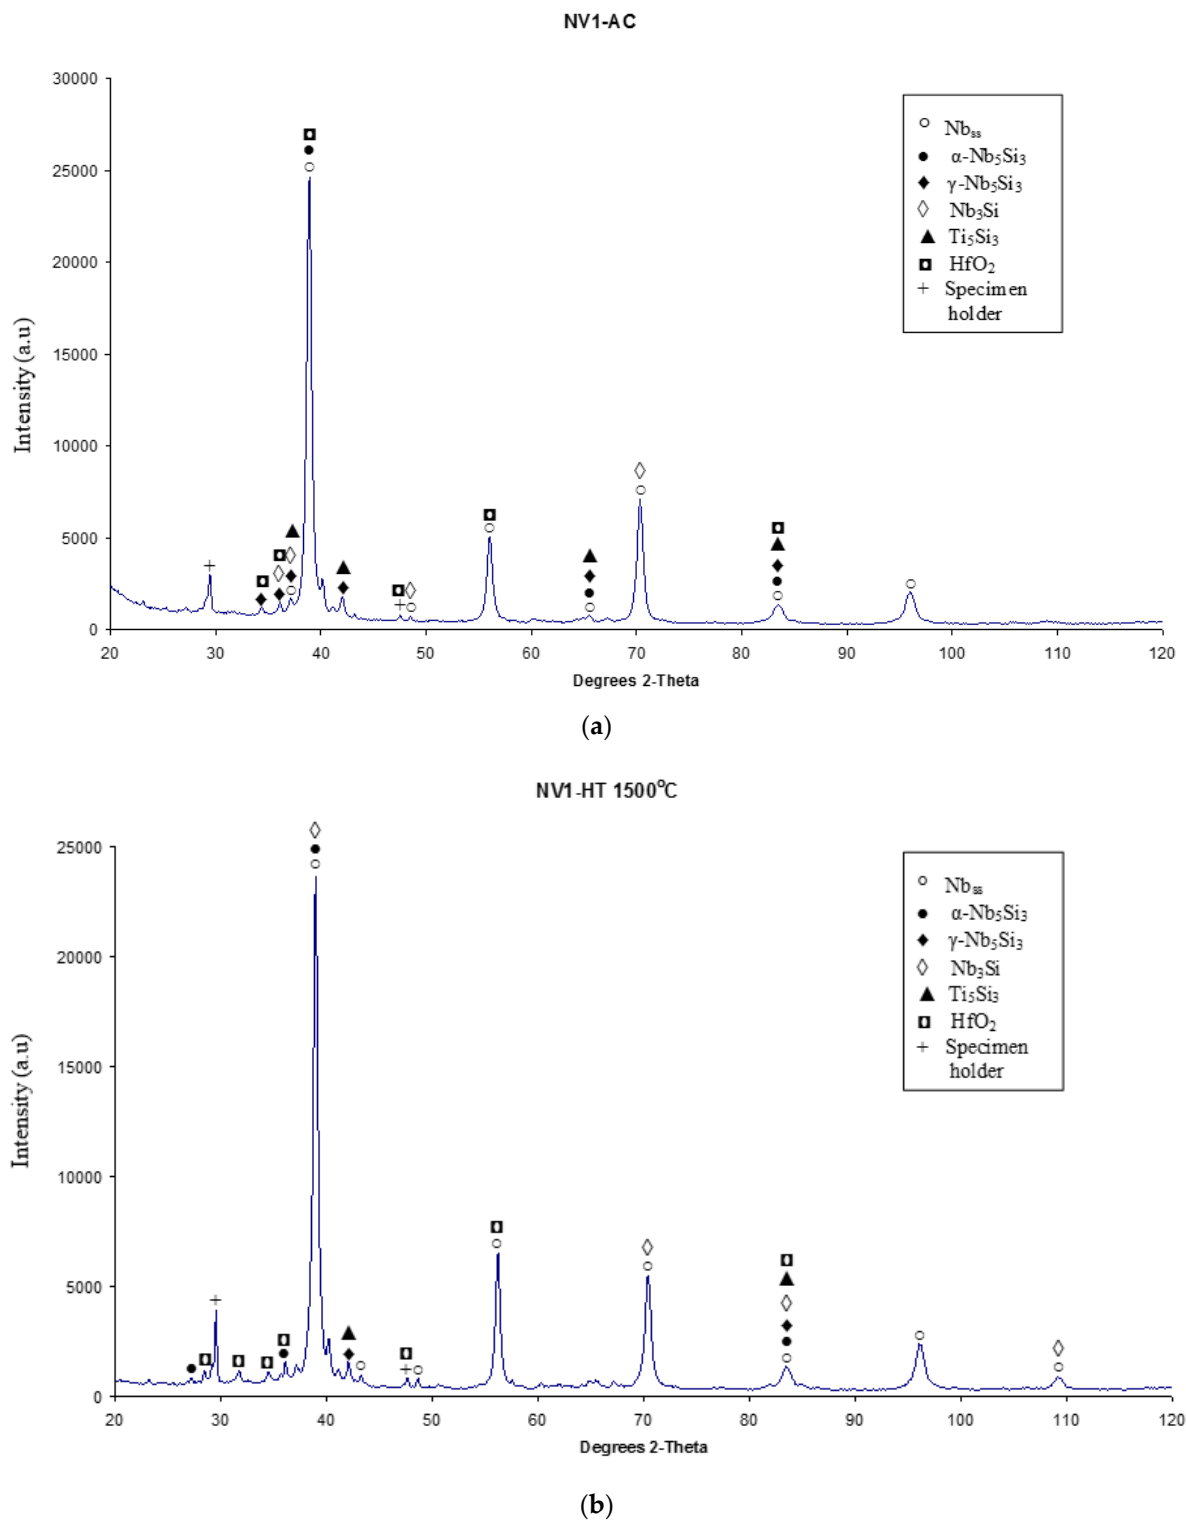 NV1-AC
30000
25000
20000
15000
10000
5000
0
Intensity (a.u)
20 30 40 50 60 70 80 90 100 110 120
Degrees 2-Theta
Nbss
α-Nb5Si3
γ-Nb5Si3
Nb3Si
Ti5Si3
HfO2
+ Specimen
holder
(a)
NV1-HT 1500°C
25000
20000
15000
10000
5000
0
Intensity (a.u)
20 30 40 50 60 70 80 90 100 110 120
Degrees 2-Theta
Nbss
α-Nb5Si3
γ-Nb5Si3
Nb3Si
Ti5Si3
HfO2
+ Specimen
holder
(b)